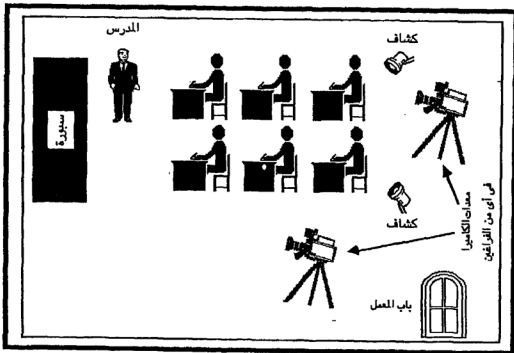 المدرس
كشاف
سبورة
كشاف
معدات الكاميرا
فى أى من الفراغين
باب المعمل